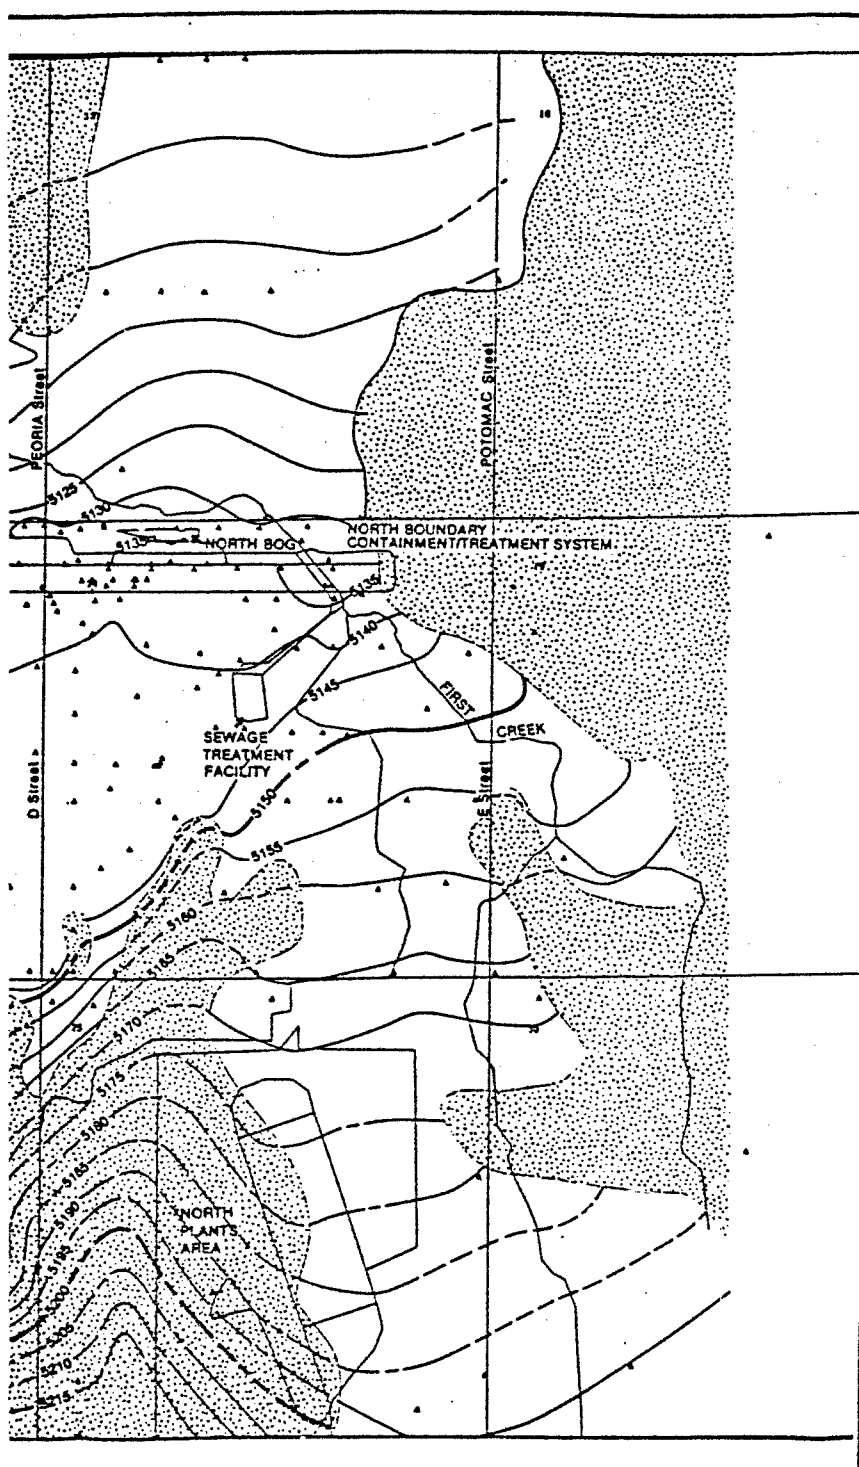 16
PEORIA Street
POTOMAC Street
5125
5130
5135
NORTH BOG
NORTH BOUNDARY
CONTAINMENT/TREATMENT SYSTEM
5135
5140
5145
FIRST
CREEK
SEWAGE
TREATMENT
FACILITY
D Street
E Street
5150
5155
5160
5165
5170
5175
5180
5185
5190
5195
5200
5205
5210
5215
NORTH
PLANTS
AREA